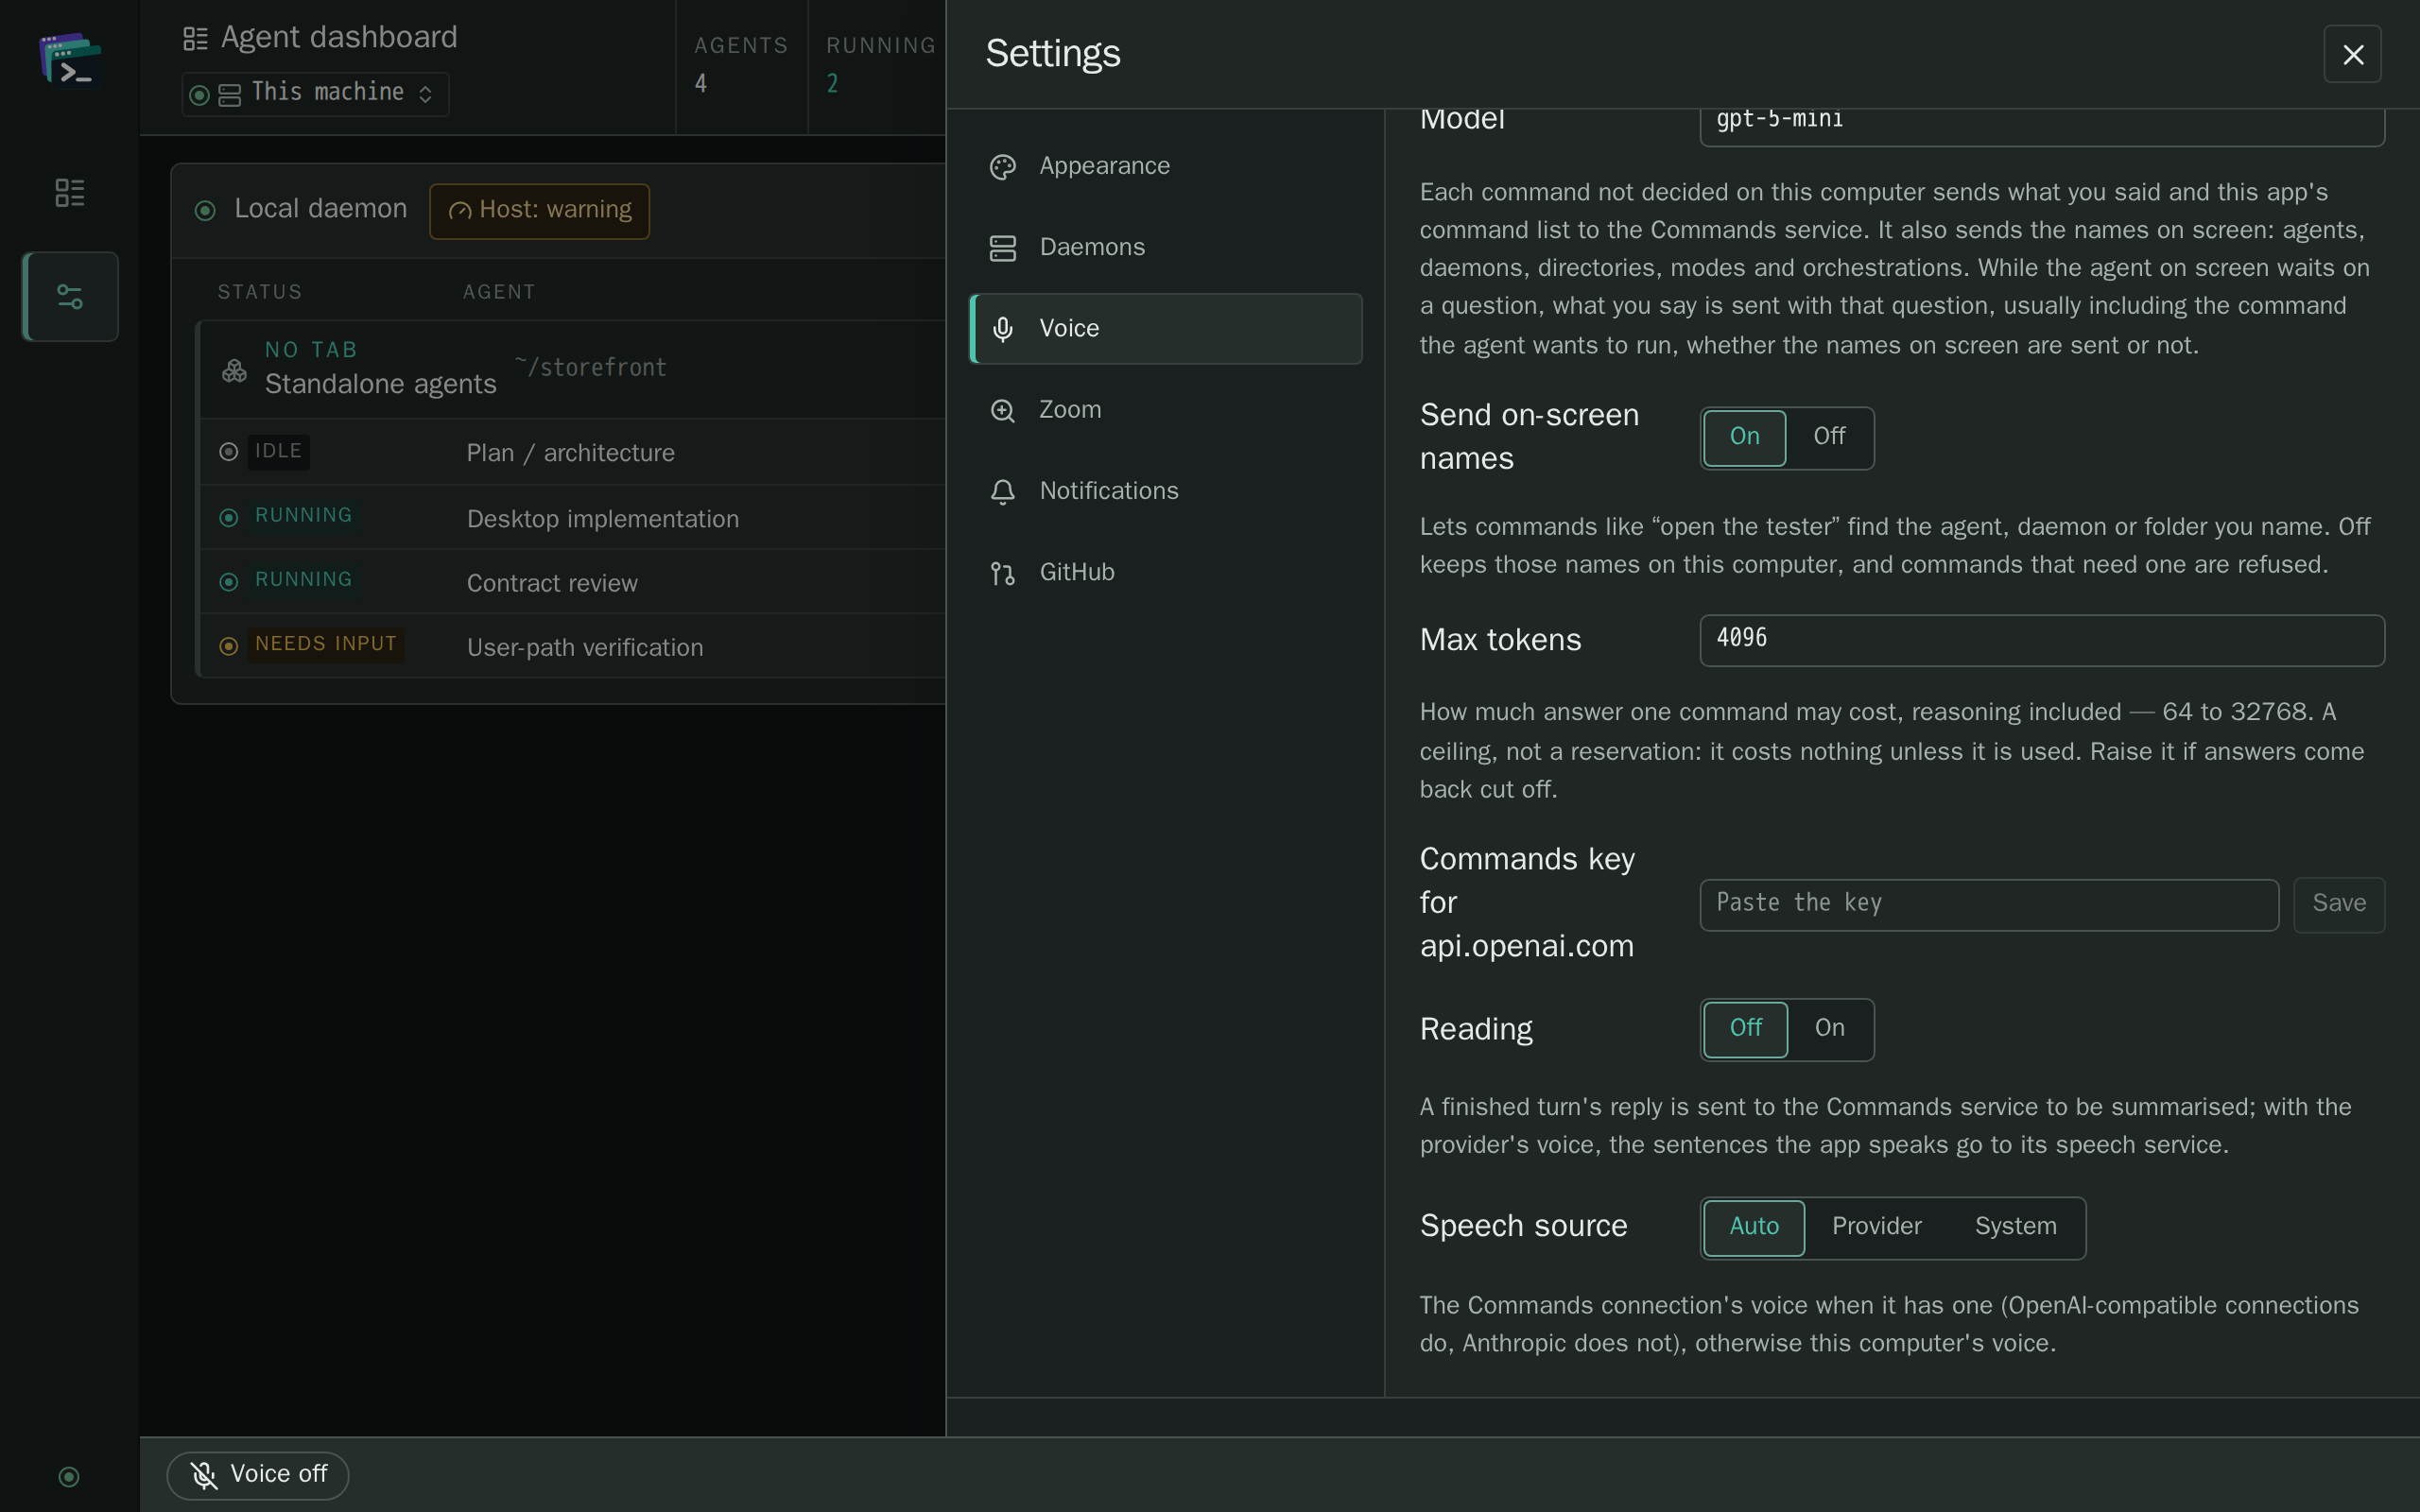 Agent dashboard
This machine
AGENTS
4
RUNNING
2
Local daemon
Host: warning
STATUS
AGENT
NO TAB
Standalone agents
~/storefront
IDLE
Plan / architecture
RUNNING
Desktop implementation
RUNNING
Contract review
NEEDS INPUT
User-path verification
Voice off
Settings
Appearance
Daemons
Voice
Zoom
Notifications
GitHub
Model
gpt-5-mini
Each command not decided on this computer sends what you said and this app's
command list to the Commands service. It also sends the names on screen: agents,
daemons, directories, modes and orchestrations. While the agent on screen waits on
a question, what you say is sent with that question, usually including the command
the agent wants to run, whether the names on screen are sent or not.
Send on-screen
names
On
Off
Lets commands like “open the tester” find the agent, daemon or folder you name. Off
keeps those names on this computer, and commands that need one are refused.
Max tokens
4096
How much answer one command may cost, reasoning included — 64 to 32768. A
ceiling, not a reservation: it costs nothing unless it is used. Raise it if answers come
back cut off.
Commands key
for
api.openai.com
Paste the key
Save
Reading
Off
On
A finished turn's reply is sent to the Commands service to be summarised; with the
provider's voice, the sentences the app speaks go to its speech service.
Speech source
Auto
Provider
System
The Commands connection's voice when it has one (OpenAI-compatible connections
do, Anthropic does not), otherwise this computer's voice.